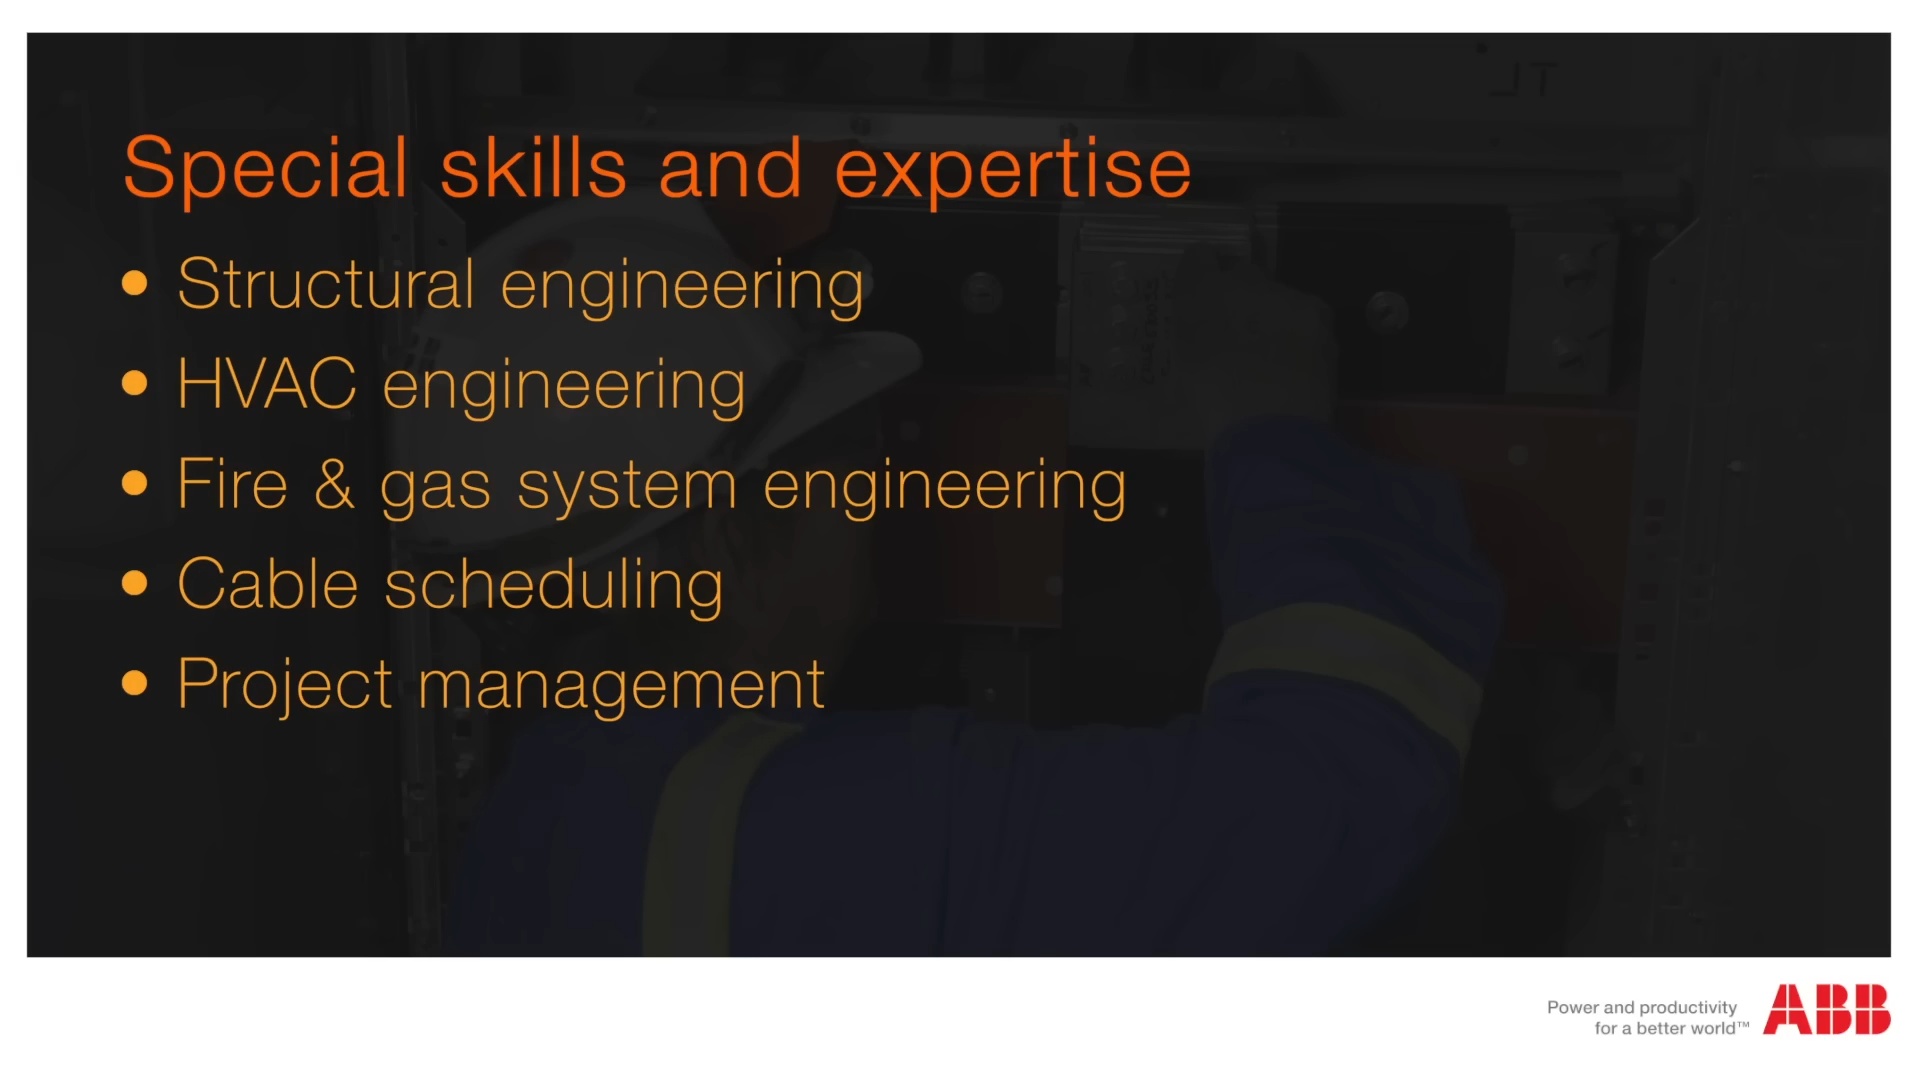 Special skills and expertise
• Structural engineering
• HVAC engineering
• Fire & gas system engineering
• Cable scheduling
• Project management
Power and productivity
for a better world™
ABB